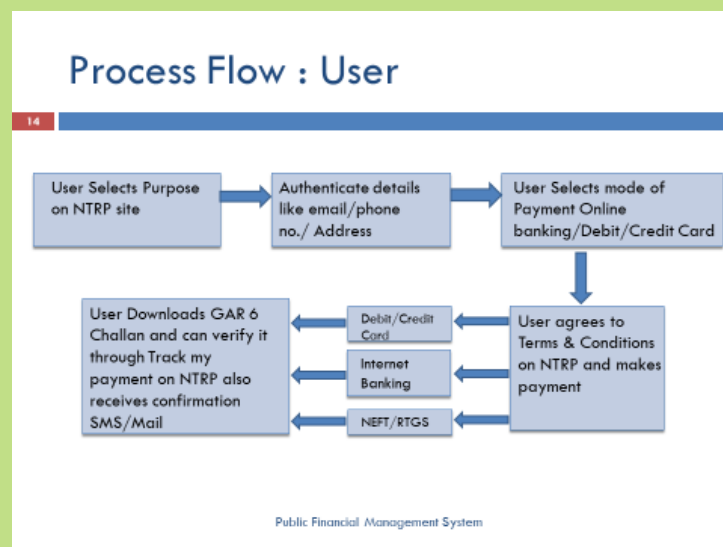 Process Flow : User
14
User Selects Purpose
on NTRP site
Authenticate details
like email/phone
no./ Address
User Selects mode of
Payment Online
banking/Debit/Credit Card
User agrees to
Terms & Conditions
on NTRP and makes
payment
Debit/Credit
Card
Internet
Banking
NEFT/RTGS
User Downloads GAR 6
Challan and can verify it
through Track my
payment on NTRP also
receives confirmation
SMS/Mail
Public Financial Management System